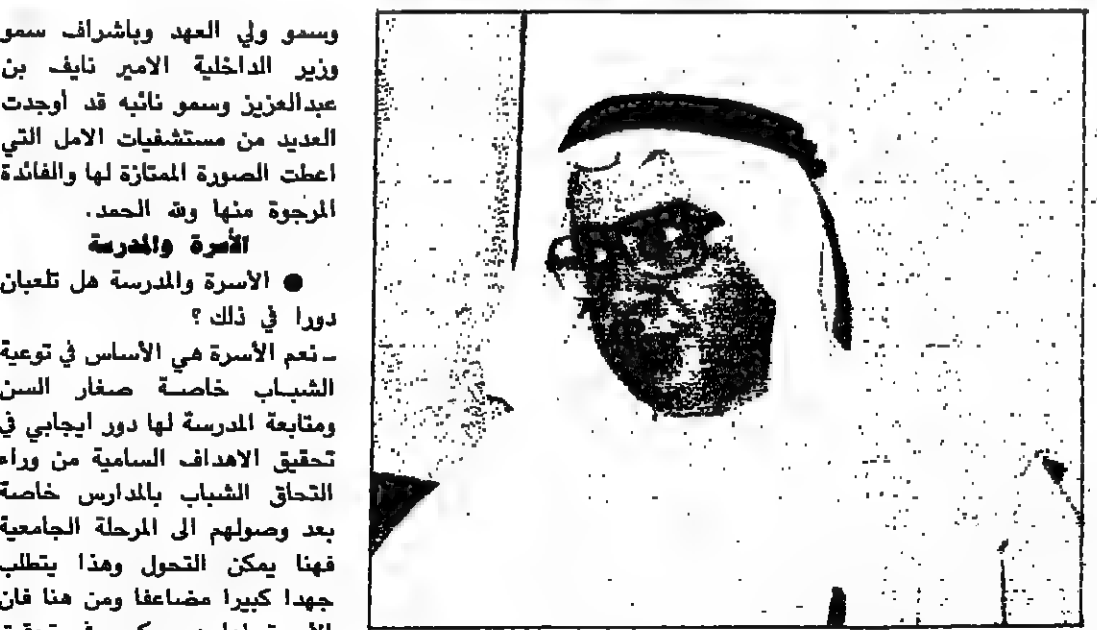 وسمو ولي العهد وباشراف سمو
وزير الداخلية الامير نايف بن
عبدالعزيز وسمو نائبه قد أوجدت
العديد من مستشفيات الامل التي
اعطت الصورة الممتازة لها والفائدة
المرجوة منها ولله الحمد.
الأسرة والمدرسة
● الأسرة والمدرسة هل تلعبان
دورا في ذلك ؟
ـ نعم الأسرة هي الأساس في توعية
الشباب خاصة صغار السن
ومتابعة المدرسة لها دور ايجابي في
تحقيق الاهداف السامية من وراء
التحاق الشباب بالمدارس خاصة
بعد وصولهم الى المرحلة الجامعية
فهنا يمكن التحول وهذا يتطلب
جهدا كبيرا مضاعفا ومن هنا فان